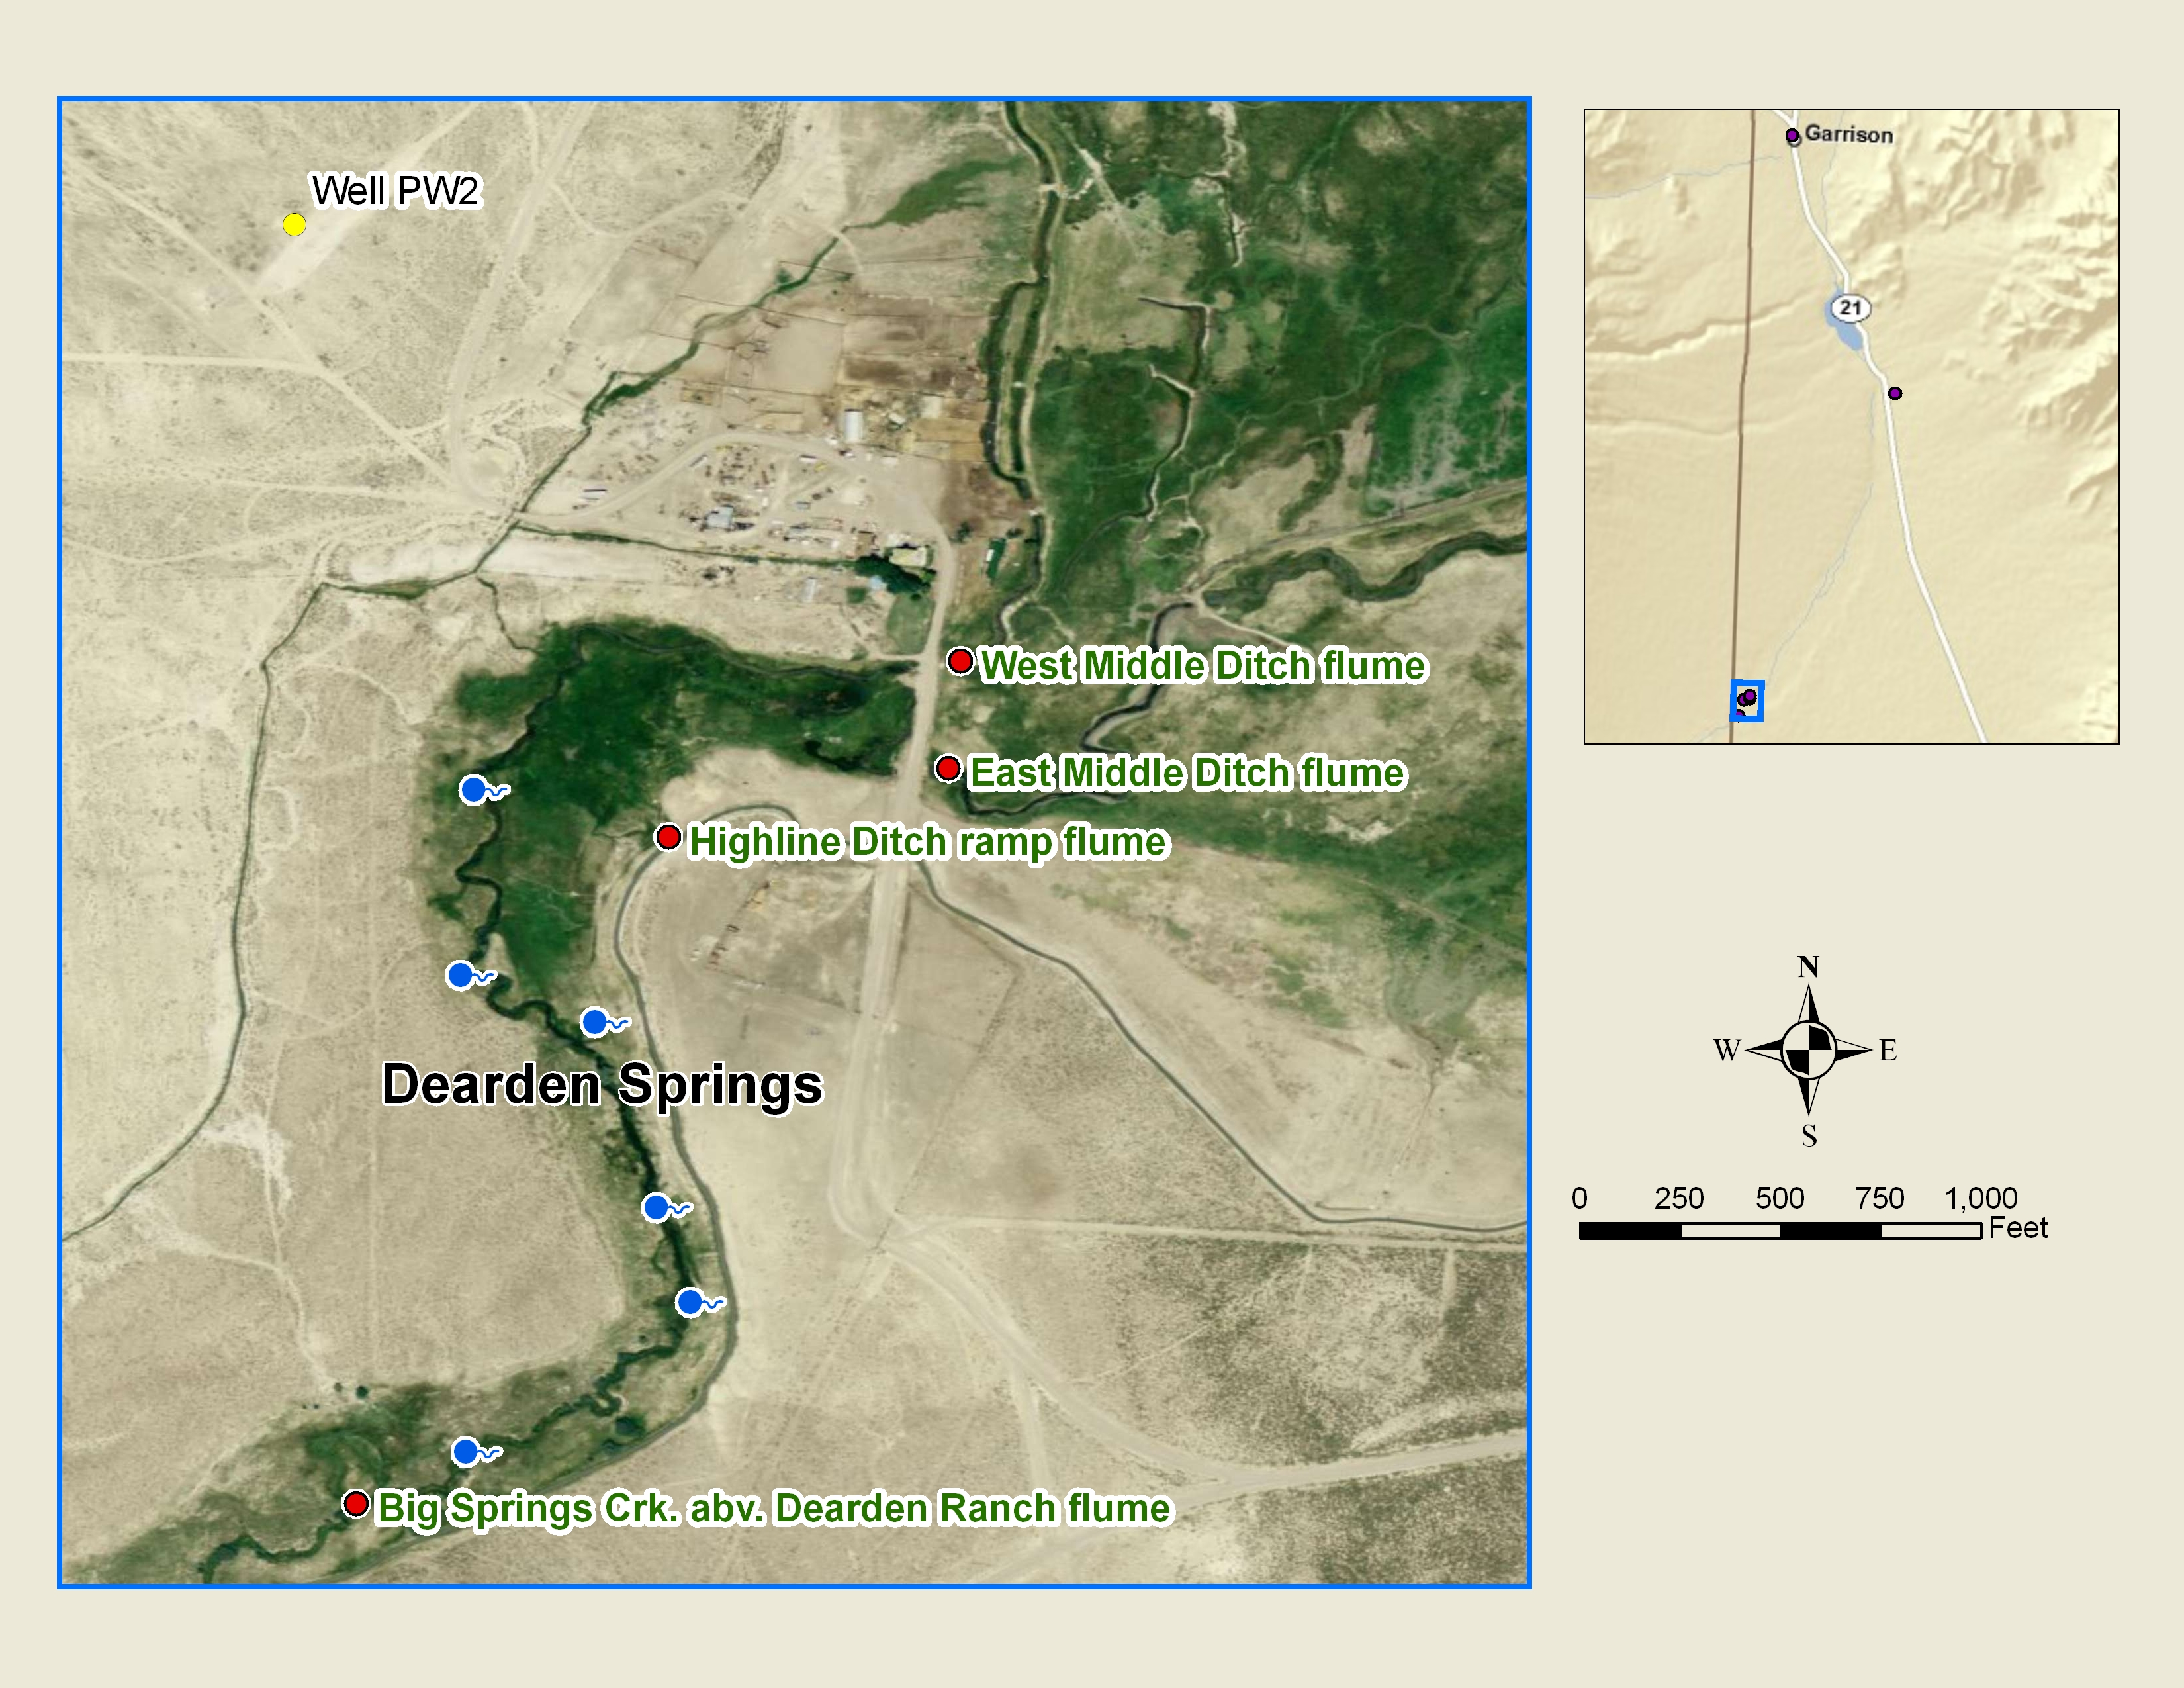 Well PW2
West Middle Ditch flume
East Middle Ditch flume
Highline Ditch ramp flume
Dearden Springs
Big Springs Crk. abv. Dearden Ranch flume
Garrison
21
N
W E
S
0 250 500 750 1,000
Feet